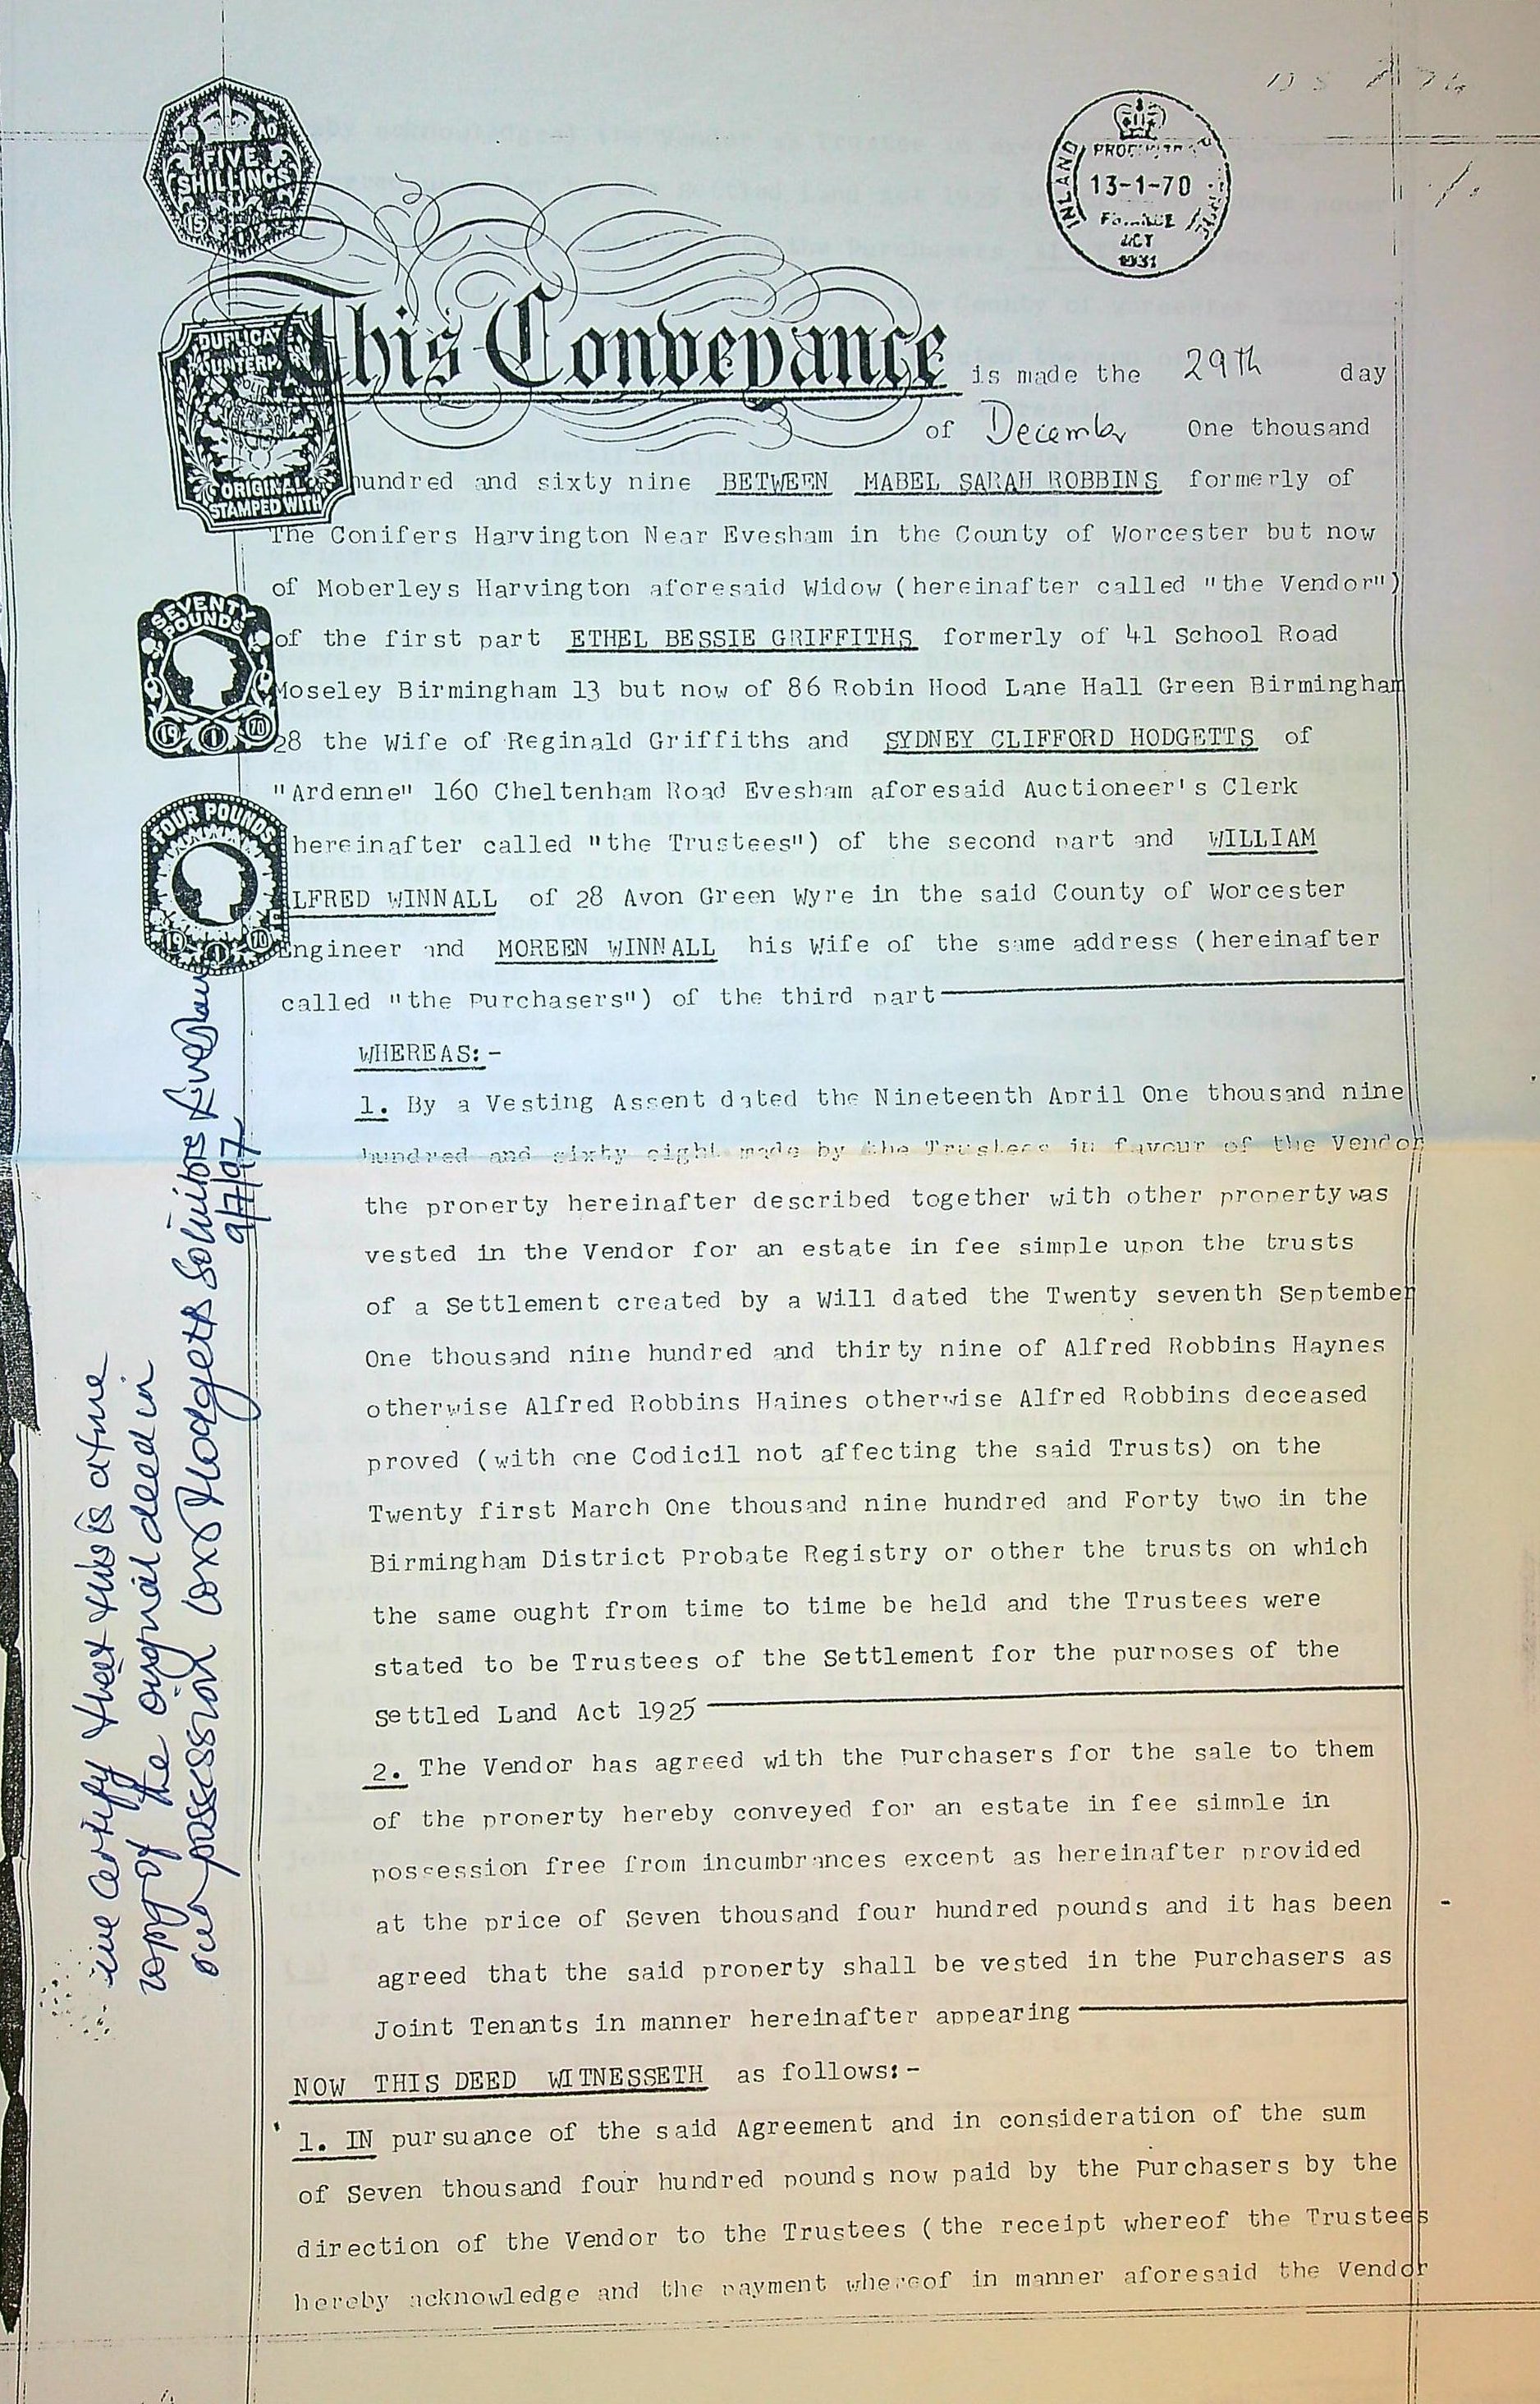 FIVE
SHILLINGS
INLAND
13-1-70
ACT
1931
This Conveyance is made the 29th day
of December One thousand
DUPLICATE
OR
COUNTERPART
ORIGINAL
STAMPED WITH
hundred and sixty nine BETWEEN MABEL SARAH ROBBINS formerly of
The Conifers Harvington Near Evesham in the County of Worcester but now
of Moberleys Harvington aforesaid Widow (hereinafter called "the Vendor")
SEVENTY
POUNDS
19 1 70
of the first part ETHEL BESSIE GRIFFITHS formerly of 41 School Road
Moseley Birmingham 13 but now of 86 Robin Hood Lane Hall Green Birmingham
28 the Wife of Reginald Griffiths and SYDNEY CLIFFORD HODGETTS of
"Ardenne" 160 Cheltenham Road Evesham aforesaid Auctioneer's Clerk
FOUR POUNDS
19 1 70
hereinafter called "the Trustees") of the second part and WILLIAM
ALFRED WINNALL of 28 Avon Green Wyre in the said County of Worcester
Engineer and MOREEN WINNALL his Wife of the same address (hereinafter
called "the Purchasers") of the third part
WHEREAS:-
1. By a Vesting Assent dated the Nineteenth April One thousand nine
hundred and sixty eight made by the Trustees in favour of the Vendor
the property hereinafter described together with other property was
vested in the Vendor for an estate in fee simple upon the trusts
of a Settlement created by a Will dated the Twenty seventh September
One thousand nine hundred and thirty nine of Alfred Robbins Haynes
otherwise Alfred Robbins Haines otherwise Alfred Robbins deceased
proved (with one Codicil not affecting the said Trusts) on the
Twenty first March One thousand nine hundred and Forty two in the
Birmingham District Probate Registry or other the trusts on which
the same ought from time to time be held and the Trustees were
stated to be Trustees of the Settlement for the purposes of the
Settled Land Act 1925
2. The Vendor has agreed with the Purchasers for the sale to them
of the property hereby conveyed for an estate in fee simple in
possession free from incumbrances except as hereinafter provided
at the price of Seven thousand four hundred pounds and it has been
agreed that the said property shall be vested in the Purchasers as
Joint Tenants in manner hereinafter appearing
NOW THIS DEED WITNESSETH as follows:-
1. IN pursuance of the said Agreement and in consideration of the sum
of Seven thousand four hundred pounds now paid by the Purchasers by the
direction of the Vendor to the Trustees (the receipt whereof the Trustees
hereby acknowledge and the payment whereof in manner aforesaid the Vendor
We Certify that this is a true
copy of the original deed in
our possession Cox & Hodgetts Solicitors Evesham
9/7/97